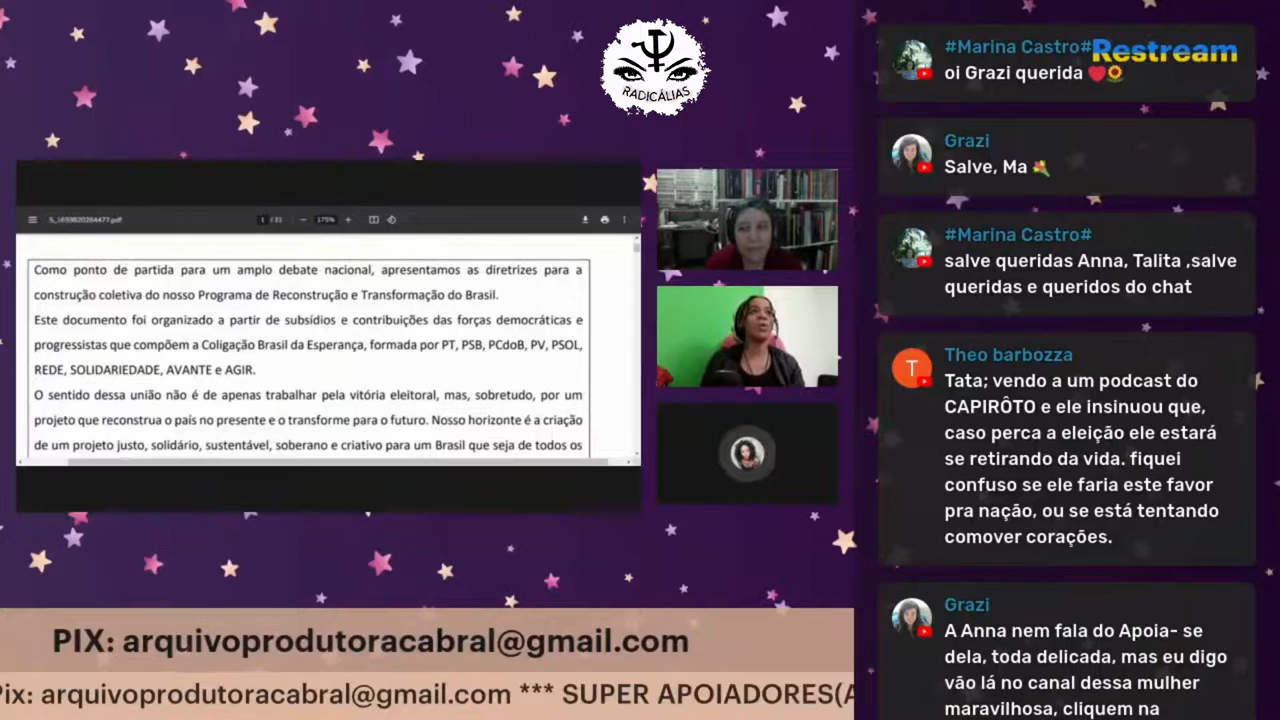 RADICÁLIAS
5_1659820284477.pdf
1 / 21
175%
Como ponto de partida para um amplo debate nacional, apresentamos as diretrizes para a
construção coletiva do nosso Programa de Reconstrução e Transformação do Brasil.
Este documento foi organizado a partir de subsídios e contribuições das forças democráticas e
progressistas que compõem a Coligação Brasil da Esperança, formada por PT, PSB, PCdoB, PV, PSOL,
REDE, SOLIDARIEDADE, AVANTE e AGIR.
O sentido dessa união não é de apenas trabalhar pela vitória eleitoral, mas, sobretudo, por um
projeto que reconstrua o país no presente e o transforme para o futuro. Nosso horizonte é a criação
de um projeto justo, solidário, sustentável, soberano e criativo para um Brasil que seja de todos os
PIX: arquivoprodutoracabral@gmail.com
Pix: arquivoprodutoracabral@gmail.com *** SUPER APOIADORES(A
Restream
#Marina Castro#
oi Grazi querida ❤️🌻
Grazi
Salve, Ma 💐
#Marina Castro#
salve queridas Anna, Talita ,salve
queridas e queridos do chat
T
Theo barbozza
Tata; vendo a um podcast do
CAPIRÔTO e ele insinuou que,
caso perca a eleição ele estará
se retirando da vida. fiquei
confuso se ele faria este favor
pra nação, ou se está tentando
comover corações.
Grazi
A Anna nem fala do Apoia- se
dela, toda delicada, mas eu digo
vão lá no canal dessa mulher
maravilhosa, cliquem na